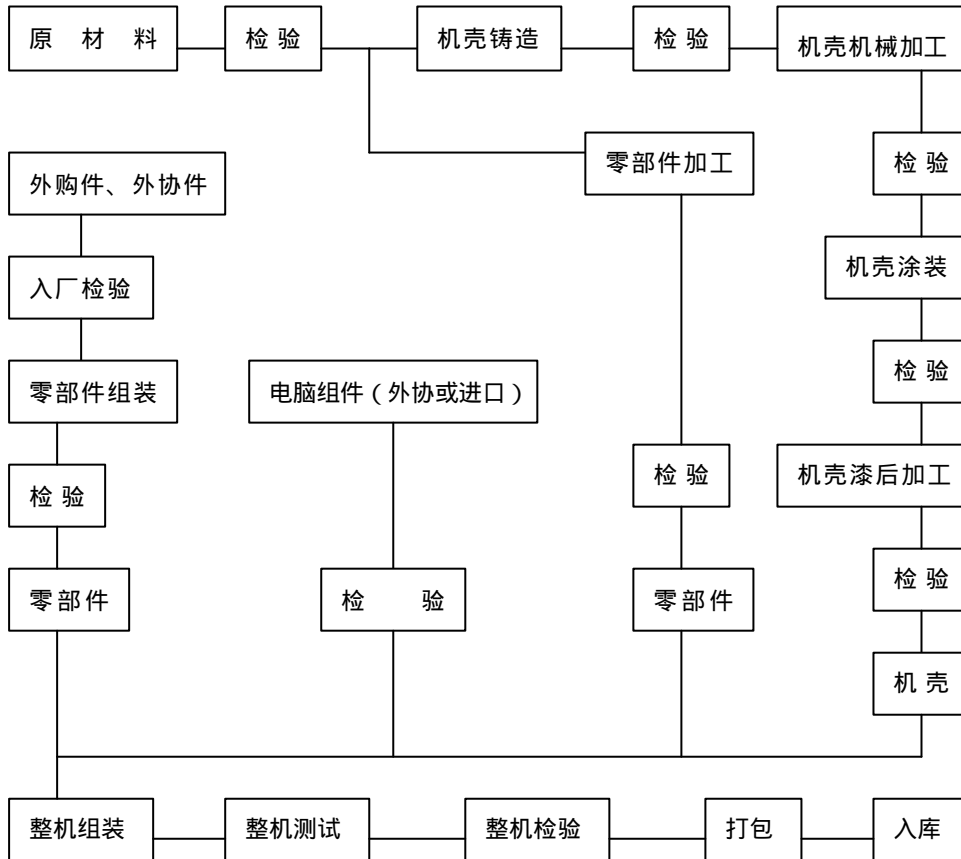 原 材 料
检 验
机壳铸造
检 验
机壳机械加工
零部件加工
检 验
外购件、外协件
机壳涂装
入厂检验
检 验
零部件组装
电脑组件（外协或进口）
检 验
检 验
机壳漆后加工
零部件
检 验
零部件
检 验
机 壳
整机组装
整机测试
整机检验
打包
入库